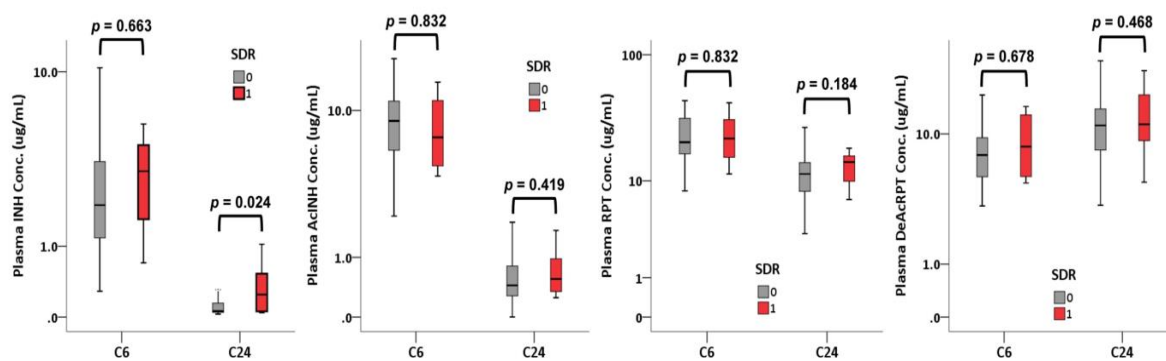 p = 0.663
SDR
0
1
p = 0.024
10.0
1.0
.0
Plasma INH Conc. (ug/mL)
C6
C24
p = 0.832
SDR
0
1
p = 0.419
10.0
1.0
.0
Plasma AcINH Conc. (ug/mL)
C6
C24
p = 0.832
p = 0.184
100
10
1
0
Plasma RPT Conc. (ug/mL)
SDR
0
1
C6
C24
p = 0.678
p = 0.468
10.0
1.0
.0
Plasma DeAcRPT Conc. (ug/mL)
SDR
0
1
C6
C24